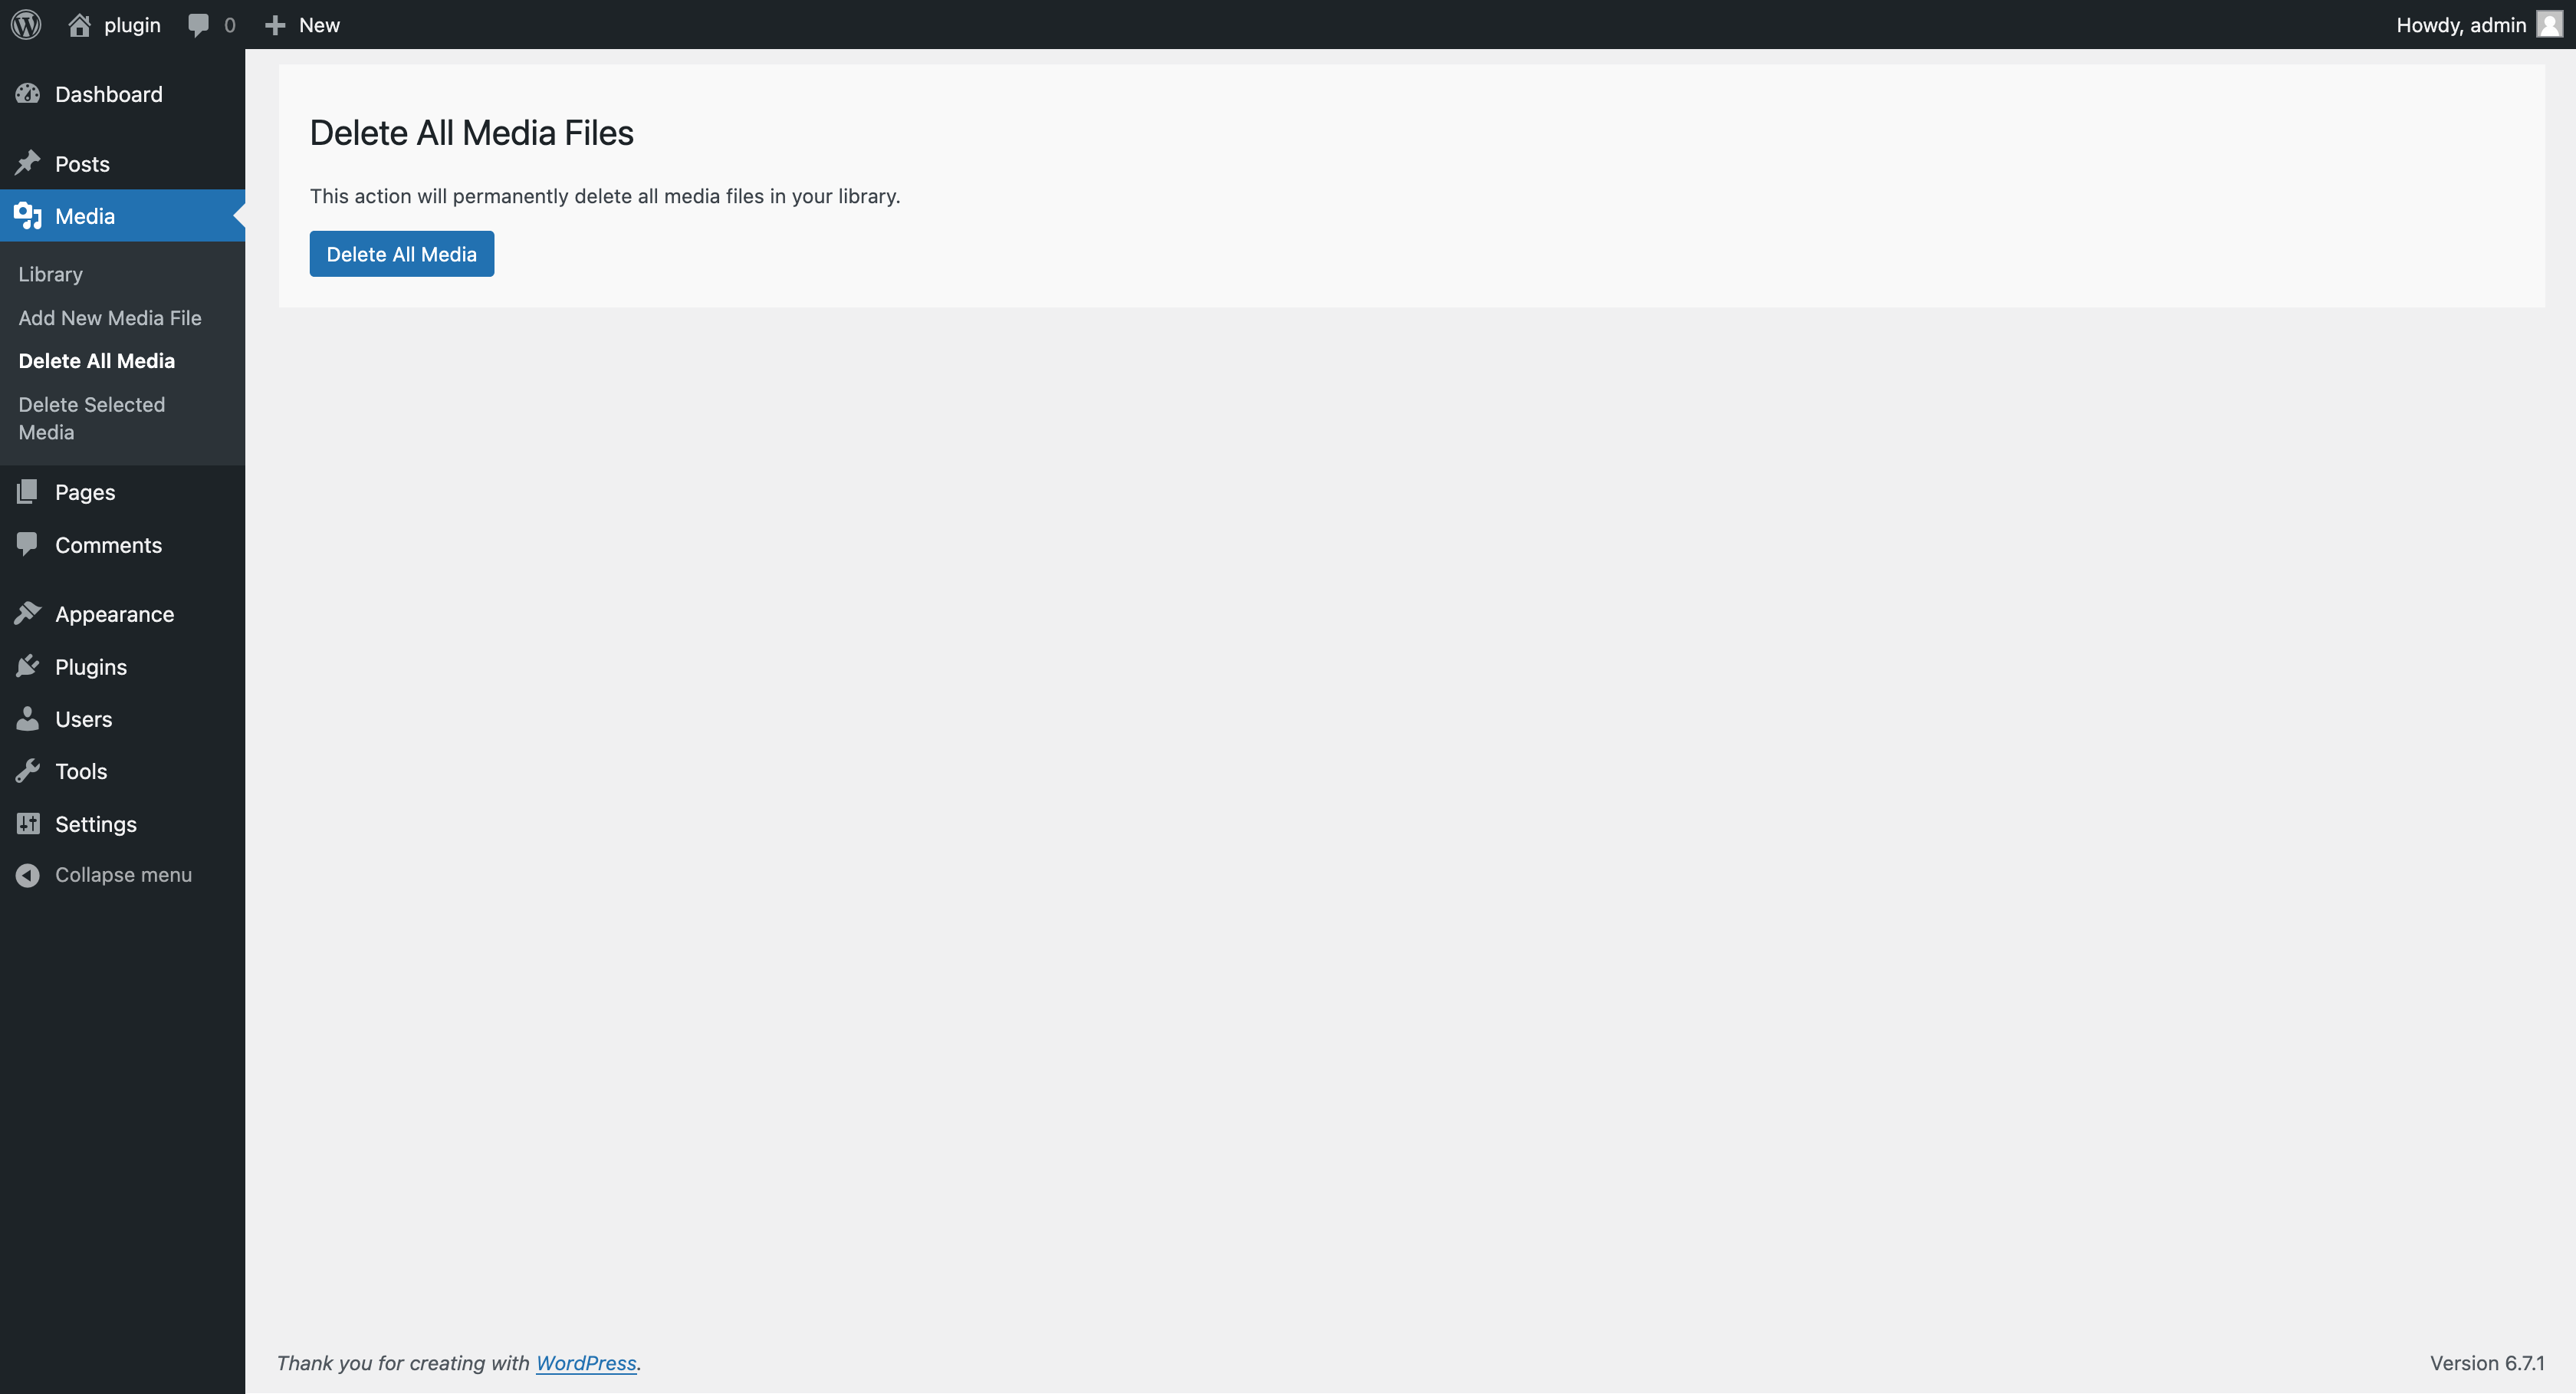 plugin 0 New Howdy, admin
Dashboard
Posts
Media
Library
Add New Media File
Delete All Media
Delete Selected
Media
Pages
Comments
Appearance
Plugins
Users
Tools
Settings
Collapse menu
Delete All Media Files
This action will permanently delete all media files in your library.
Delete All Media
Thank you for creating with WordPress. Version 6.7.1